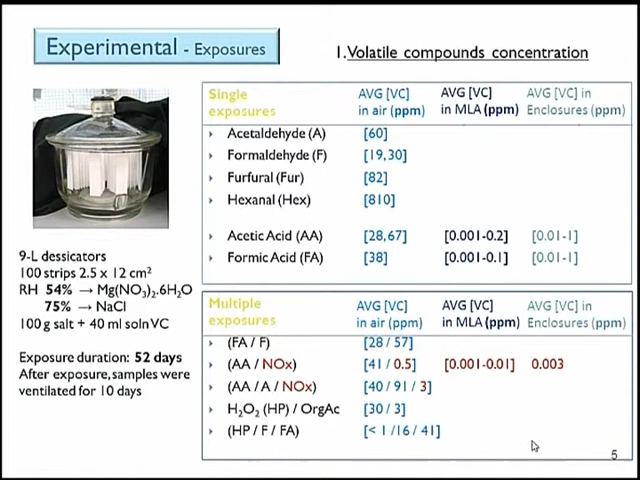 Experimental - Exposures
1. Volatile compounds concentration
Single exposures
AVG [VC] in air (ppm)
AVG [VC] in MLA (ppm)
AVG [VC] in Enclosures (ppm)
Acetaldehyde (A) [60]
Formaldehyde (F) [19,30]
Furfural (Fur) [82]
Hexanal (Hex) [810]
Acetic Acid (AA) [28,67] [0.001-0.2] [0.01-1]
Formic Acid (FA) [38] [0.001-0.1] [0.01-1]
9-L dessicators
100 strips 2.5 x 12 cm²
RH 54% → Mg(NO₃)₂.6H₂O
75% → NaCl
100 g salt + 40 ml soln VC
Exposure duration: 52 days
After exposure, samples were
ventilated for 10 days
Multiple exposures
AVG [VC] in air (ppm)
AVG [VC] in MLA (ppm)
AVG [VC] in Enclosures (ppm)
(FA / F) [28 / 57]
(AA / NOx) [41 / 0.5] [0.001-0.01] 0.003
(AA / A / NOx) [40 / 91 / 3]
H₂O₂ (HP) / OrgAc [30 / 3]
(HP / F / FA) [< 1 /16 / 41]
5